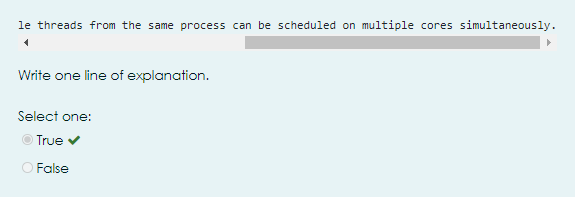 le threads from the same process can be scheduled on multiple cores simultaneously.
Write one line of explanation.
Select one:
True
False